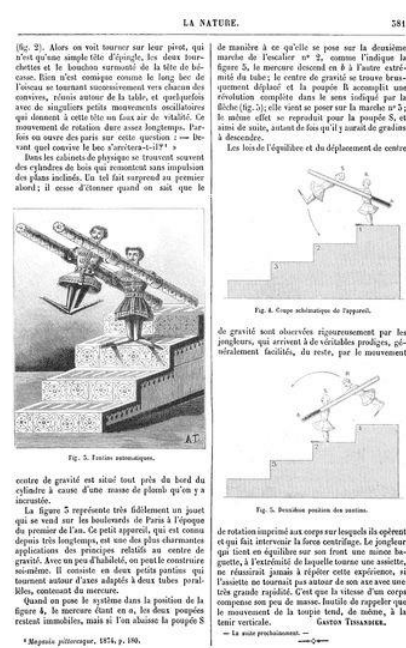 LA NATURE.
381
(fig. 2). Alors on voit tourner sur leur pivot, qui
n'est qu'une simple tête d'épingle, les deux four-
chettes et le bouchon surmonté de la tête de bé-
casse. Rien n'est comique comme le long bec de
l'oiseau se tournant successivement vers chacun des
convives, réunis autour de la table, et quelquefois
avec de singuliers petits mouvements oscillatoires
qui donnent à cette tête un faux air de vitalité. Ce
mouvement de rotation dure assez longtemps. Par-
fois on ouvre des paris sur cette question : — De-
vant quel convive le bec s'arrêtera-t-il?¹ »
Dans les cabinets de physique se trouvent souvent
des cylindres de bois qui remontent sans impulsion
des plans inclinés. Un tel fait surprend au premier
abord; il cesse d'étonner quand on sait que le
A.T.
Fig. 3. Pantins automatiques.
centre de gravité est situé tout près du bord du
cylindre à cause d'une masse de plomb qu'on y a
incrustée.
La figure 3 représente très fidèlement un jouet
qui se vend sur les boulevards de Paris à l'époque
du premier de l'an. Ce petit appareil, qui est connu
depuis très longtemps, est une des plus charmantes
applications des principes relatifs au centre de
gravité. Avec un peu d'habileté, on peut le construire
soi-même. Il consiste en deux petits pantins qui
tournent autour d'axes adaptés à deux tubes paral-
lèles, contenant du mercure.
Quand on pose le système dans la position de la
figure 4, le mercure étant en a, les deux poupées
restent immobiles, mais si l'on abaisse la poupée S
¹ Magasin pittoresque, 1874, p. 180.
de manière à ce qu'elle se pose sur la deuxième
marche de l'escalier n° 2, comme l'indique la
figure 5, le mercure descend en b à l'autre extré-
mité du tube; le centre de gravité se trouve brus-
quement déplacé et la poupée R accomplit une
révolution complète dans le sens indiqué par la
flèche (fig. 5); elle vient se poser sur la marche n° 3;
le même effet se reproduit pour la poupée S, et
ainsi de suite, autant de fois qu'il y aurait de gradins
à descendre.
Les lois de l'équilibre et du déplacement de centre
Fig. 4. Coupe schématique de l'appareil.
de gravité sont observées rigoureusement par les
jongleurs, qui arrivent à de véritables prodiges, gé-
néralement facilités, du reste, par le mouvement
Fig. 5. Deuxième position des pantins.
de rotation imprimé aux corps sur lesquels ils opèrent
et qui fait intervenir la force centrifuge. Le jongleur
qui tient en équilibre sur son front une mince ba-
guette, à l'extrémité de laquelle tourne une assiette,
ne réussirait jamais à répéter cette expérience, si
l'assiette ne tournait pas autour de son axe avec une
très grande rapidité. C'est que la vitesse d'un corps
compense son peu de masse. Inutile de rappeler que
le mouvement de la toupie tend, de même, à la
tenir verticale.
GASTON TISSANDIER.
— La suite prochainement. —